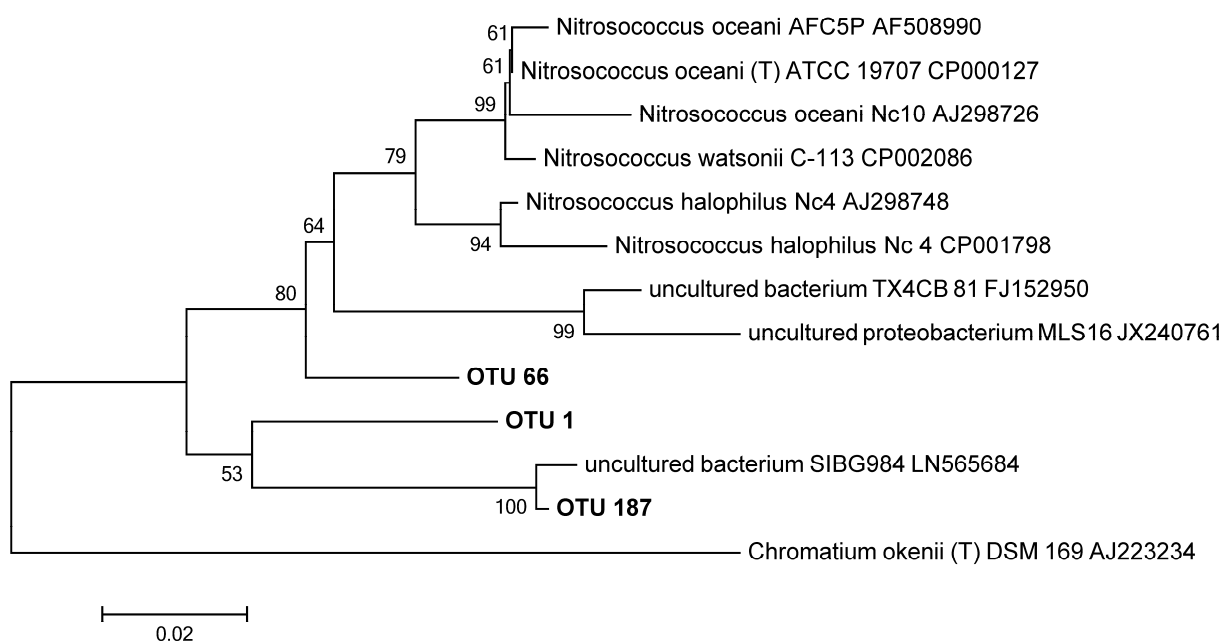 61
Nitrosococcus oceani AFC5P AF508990
61
Nitrosococcus oceani (T) ATCC 19707 CP000127
99
Nitrosococcus oceani Nc10 AJ298726
79
Nitrosococcus watsonii C-113 CP002086
Nitrosococcus halophilus Nc4 AJ298748
64
94
Nitrosococcus halophilus Nc 4 CP001798
80
uncultured bacterium TX4CB 81 FJ152950
99
uncultured proteobacterium MLS16 JX240761
OTU 66
OTU 1
53
uncultured bacterium SIBG984 LN565684
100
OTU 187
Chromatium okenii (T) DSM 169 AJ223234
0.02